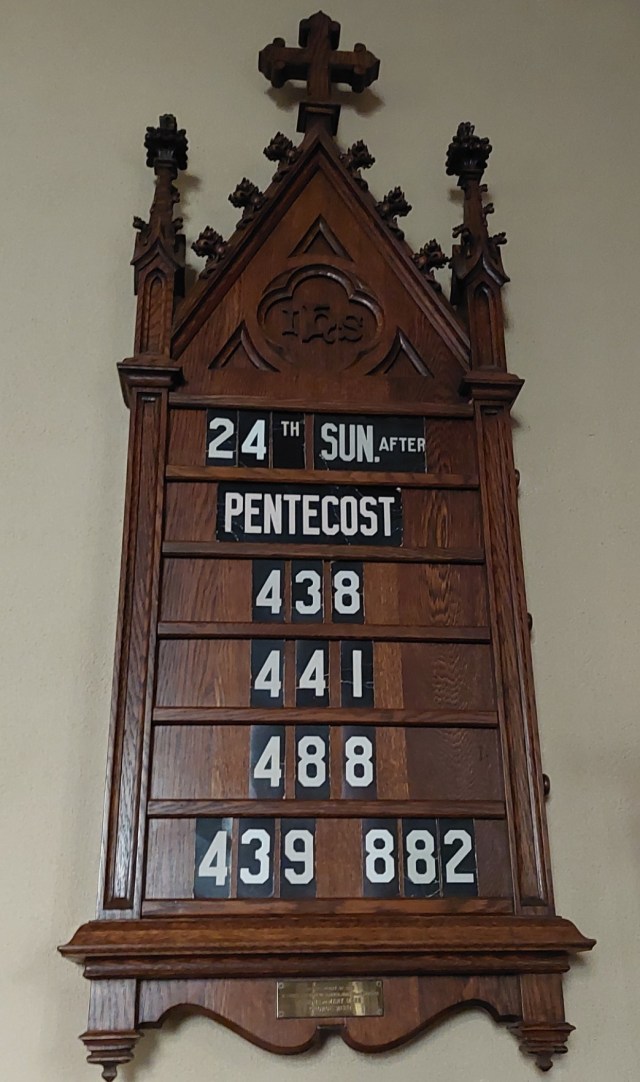 IHS
24TH SUN. AFTER
PENTECOST
438
441
488
439 882